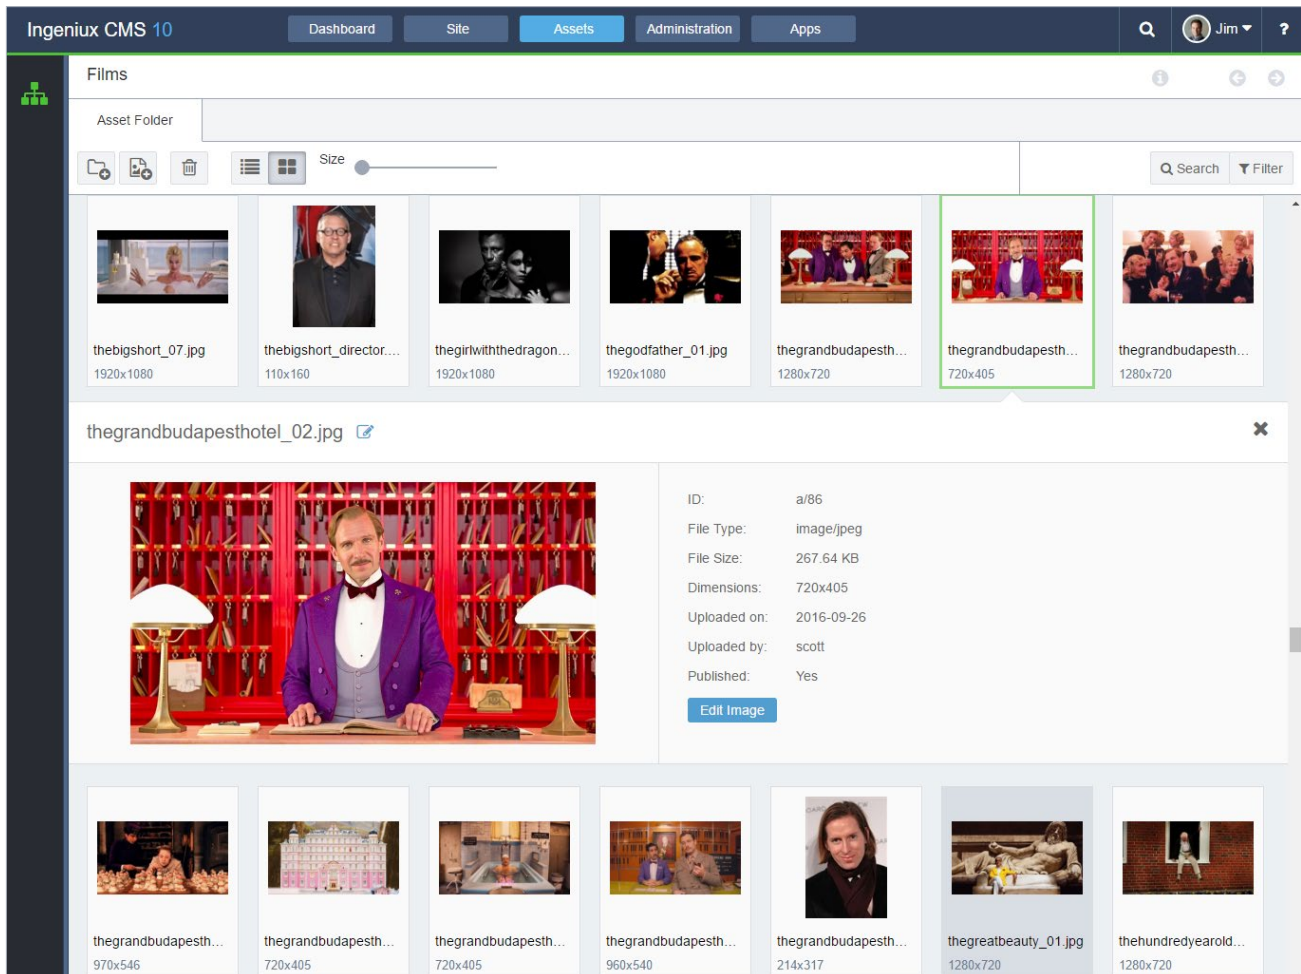 Ingeniux CMS 10
Dashboard
Site
Assets
Administration
Apps
Jim
?
Films
Asset Folder
Size
Search
Filter
thebigshort_07.jpg
thebigshort_director....
thegirlwiththedragon...
thegodfather_01.jpg
thegrandbudapesth...
thegrandbudapesth...
thegrandbudapesth...
1920x1080
110x160
1920x1080
1920x1080
1280x720
720x405
1280x720
thegrandbudapesthotel_02.jpg
ID: a/86
File Type: image/jpeg
File Size: 267.64 KB
Dimensions: 720x405
Uploaded on: 2016-09-26
Uploaded by: scott
Published: Yes
Edit Image
thegrandbudapesth...
thegrandbudapesth...
thegrandbudapesth...
thegrandbudapesth...
thegrandbudapesth...
thegreatbeauty_01.jpg
thehundredyearold...
970x546
720x405
720x405
960x540
214x317
1280x720
1280x720